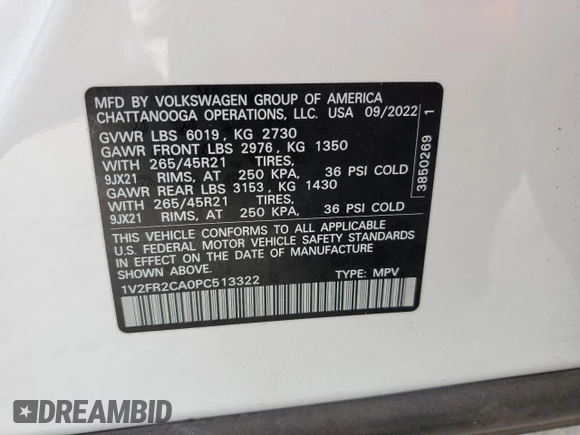 MFD BY VOLKSWAGEN GROUP OF AMERICA
CHATTANOOGA OPERATIONS, LLC. USA 09/2022
GVWR LBS 6019, KG 2730
GAWR FRONT LBS 2976, KG 1350
WITH 265/45R21 TIRES,
9JX21 RIMS, AT 250 KPA, 36 PSI COLD
GAWR REAR LBS 3153, KG 1430
WITH 265/45R21 TIRES,
9JX21 RIMS, AT 250 KPA, 36 PSI COLD
THIS VEHICLE CONFORMS TO ALL APPLICABLE
U.S. FEDERAL MOTOR VEHICLE SAFETY STANDARDS
SHOWN ABOVE ON THE DATE OF MANUFACTURE
1V2FR2CA0PC513322 TYPE: MPV
3850269 1
DREAMBID